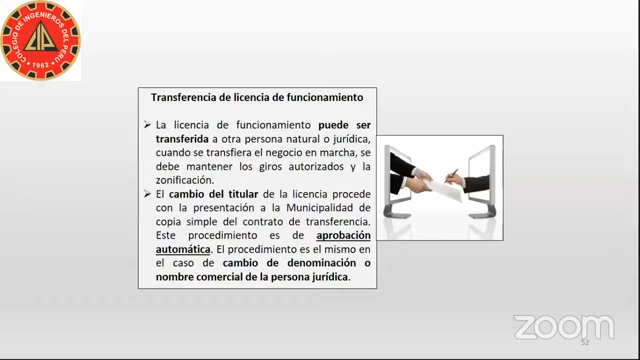 COLEGIO DE INGENIEROS DEL PERU
CIP
• 1962 •
Transferencia de licencia de funcionamiento
➢ La licencia de funcionamiento puede ser
transferida a otra persona natural o jurídica,
cuando se transfiera el negocio en marcha, se
debe mantener los giros autorizados y la
zonificación.
➢ El cambio del titular de la licencia procede
con la presentación a la Municipalidad de
copia simple del contrato de transferencia.
Este procedimiento es de aprobación
automática. El procedimiento es el mismo en
el caso de cambio de denominación o
nombre comercial de la persona jurídica.
zoom
52